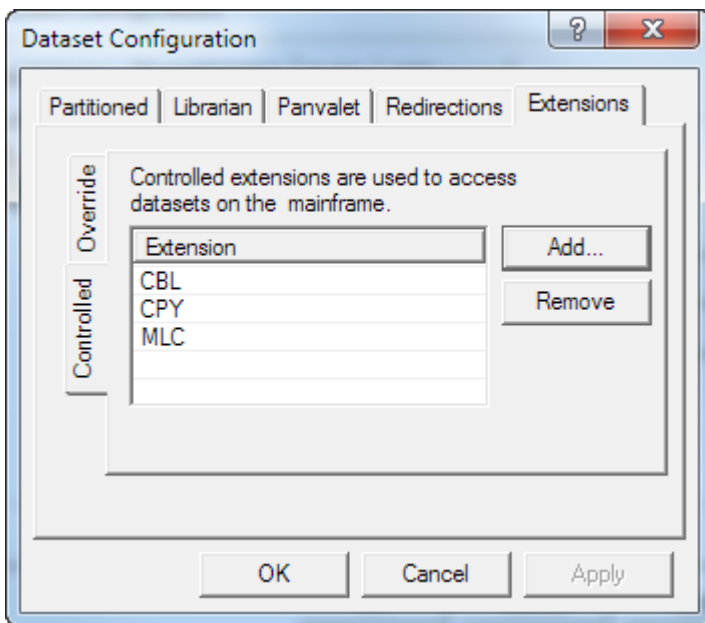 Dataset Configuration
?
Partitioned Librarian Panvalet Redirections Extensions
Override
Controlled
Controlled extensions are used to access
datasets on the mainframe.
Extension
CBL
CPY
MLC
Add...
Remove
OK Cancel Apply